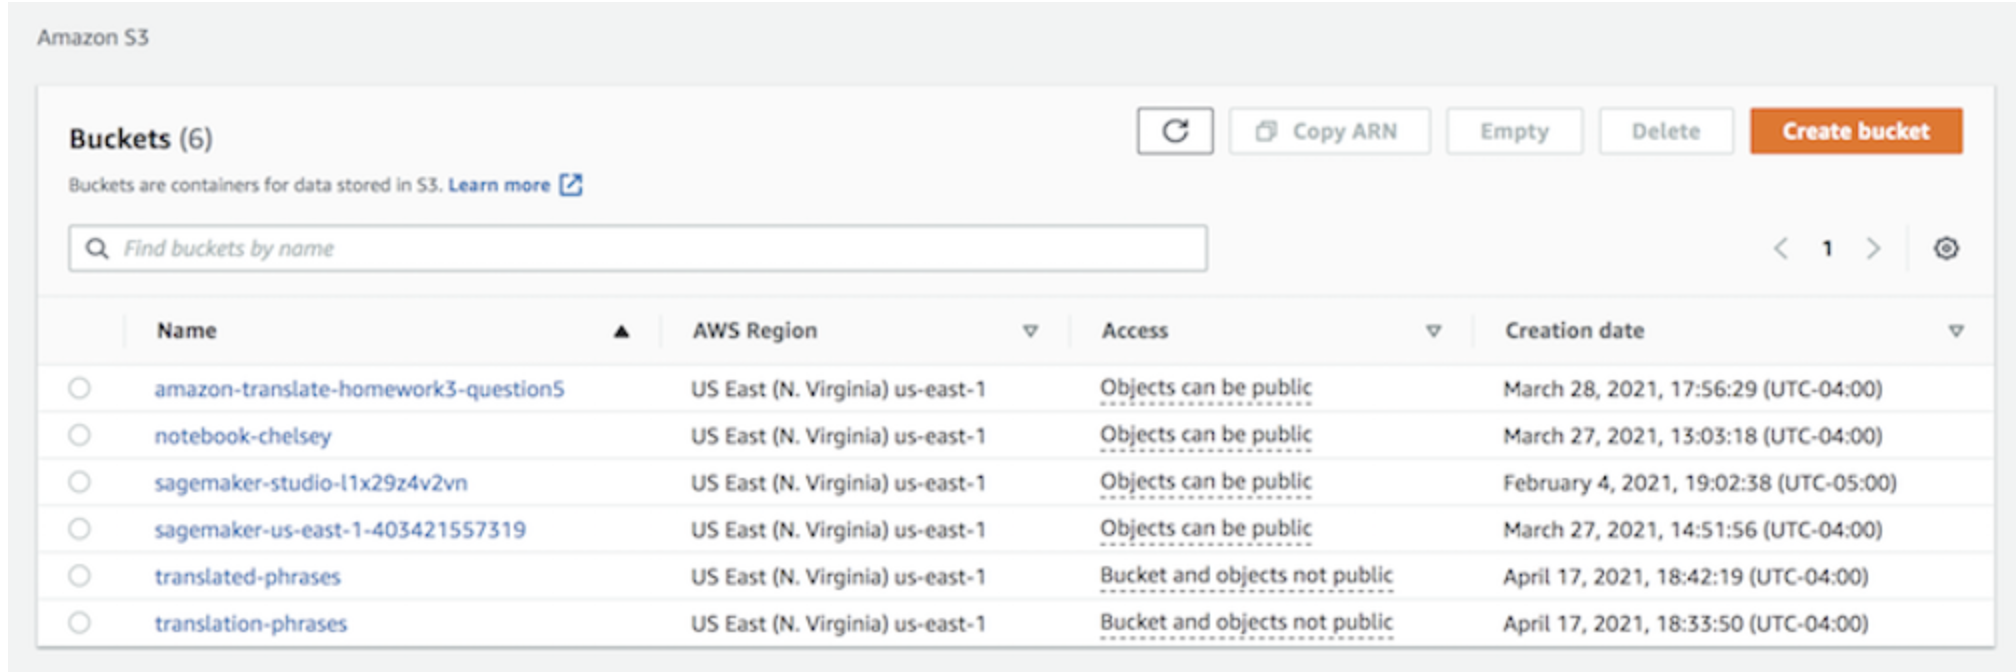 Amazon S3
Buckets (6)
Copy ARN Empty Delete Create bucket
Buckets are containers for data stored in S3. Learn more
Find buckets by name
1
Name AWS Region Access Creation date
amazon-translate-homework3-question5 US East (N. Virginia) us-east-1 Objects can be public March 28, 2021, 17:56:29 (UTC-04:00)
notebook-chelsey US East (N. Virginia) us-east-1 Objects can be public March 27, 2021, 13:03:18 (UTC-04:00)
sagemaker-studio-l1x29z4v2vn US East (N. Virginia) us-east-1 Objects can be public February 4, 2021, 19:02:38 (UTC-05:00)
sagemaker-us-east-1-403421557319 US East (N. Virginia) us-east-1 Objects can be public March 27, 2021, 14:51:56 (UTC-04:00)
translated-phrases US East (N. Virginia) us-east-1 Bucket and objects not public April 17, 2021, 18:42:19 (UTC-04:00)
translation-phrases US East (N. Virginia) us-east-1 Bucket and objects not public April 17, 2021, 18:33:50 (UTC-04:00)